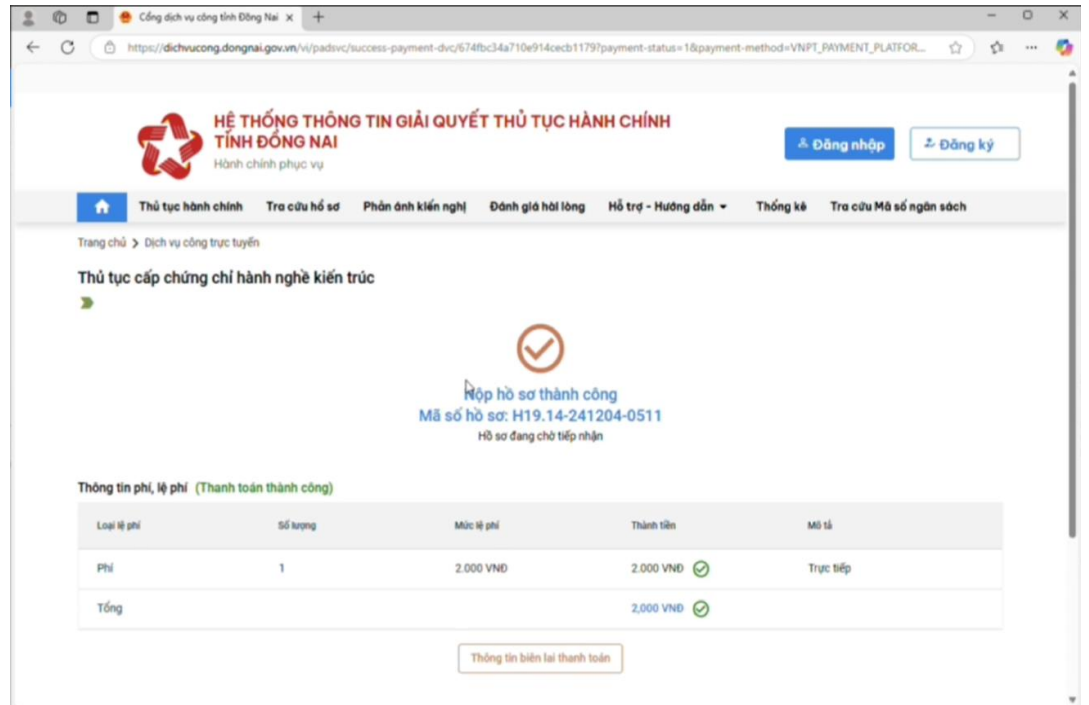 Cổng dịch vụ công tỉnh Đồng Nai
https://dichvucong.dongnai.gov.vn/vi/padsvc/success-payment-dvc/674fbc34a710e914cecb1179?payment-status=1&payment-method=VNPT_PAYMENT_PLATFOR...
HỆ THỐNG THÔNG TIN GIẢI QUYẾT THỦ TỤC HÀNH CHÍNH
TỈNH ĐỒNG NAI
Hành chính phục vụ
Đăng nhập Đăng ký
Thủ tục hành chính Tra cứu hồ sơ Phản ánh kiến nghị Đánh giá hài lòng Hỗ trợ - Hướng dẫn Thống kê Tra cứu Mã số ngân sách
Trang chủ > Dịch vụ công trực tuyến
Thủ tục cấp chứng chỉ hành nghề kiến trúc
Nộp hồ sơ thành công
Mã số hồ sơ: H19.14-241204-0511
Hồ sơ đang chờ tiếp nhận
Thông tin phí, lệ phí (Thanh toán thành công)
Loại lệ phí Số lượng Mức lệ phí Thành tiền Mô tả
Phí 1 2.000 VNĐ 2.000 VNĐ Trực tiếp
Tổng 2,000 VNĐ
Thông tin biên lai thanh toán